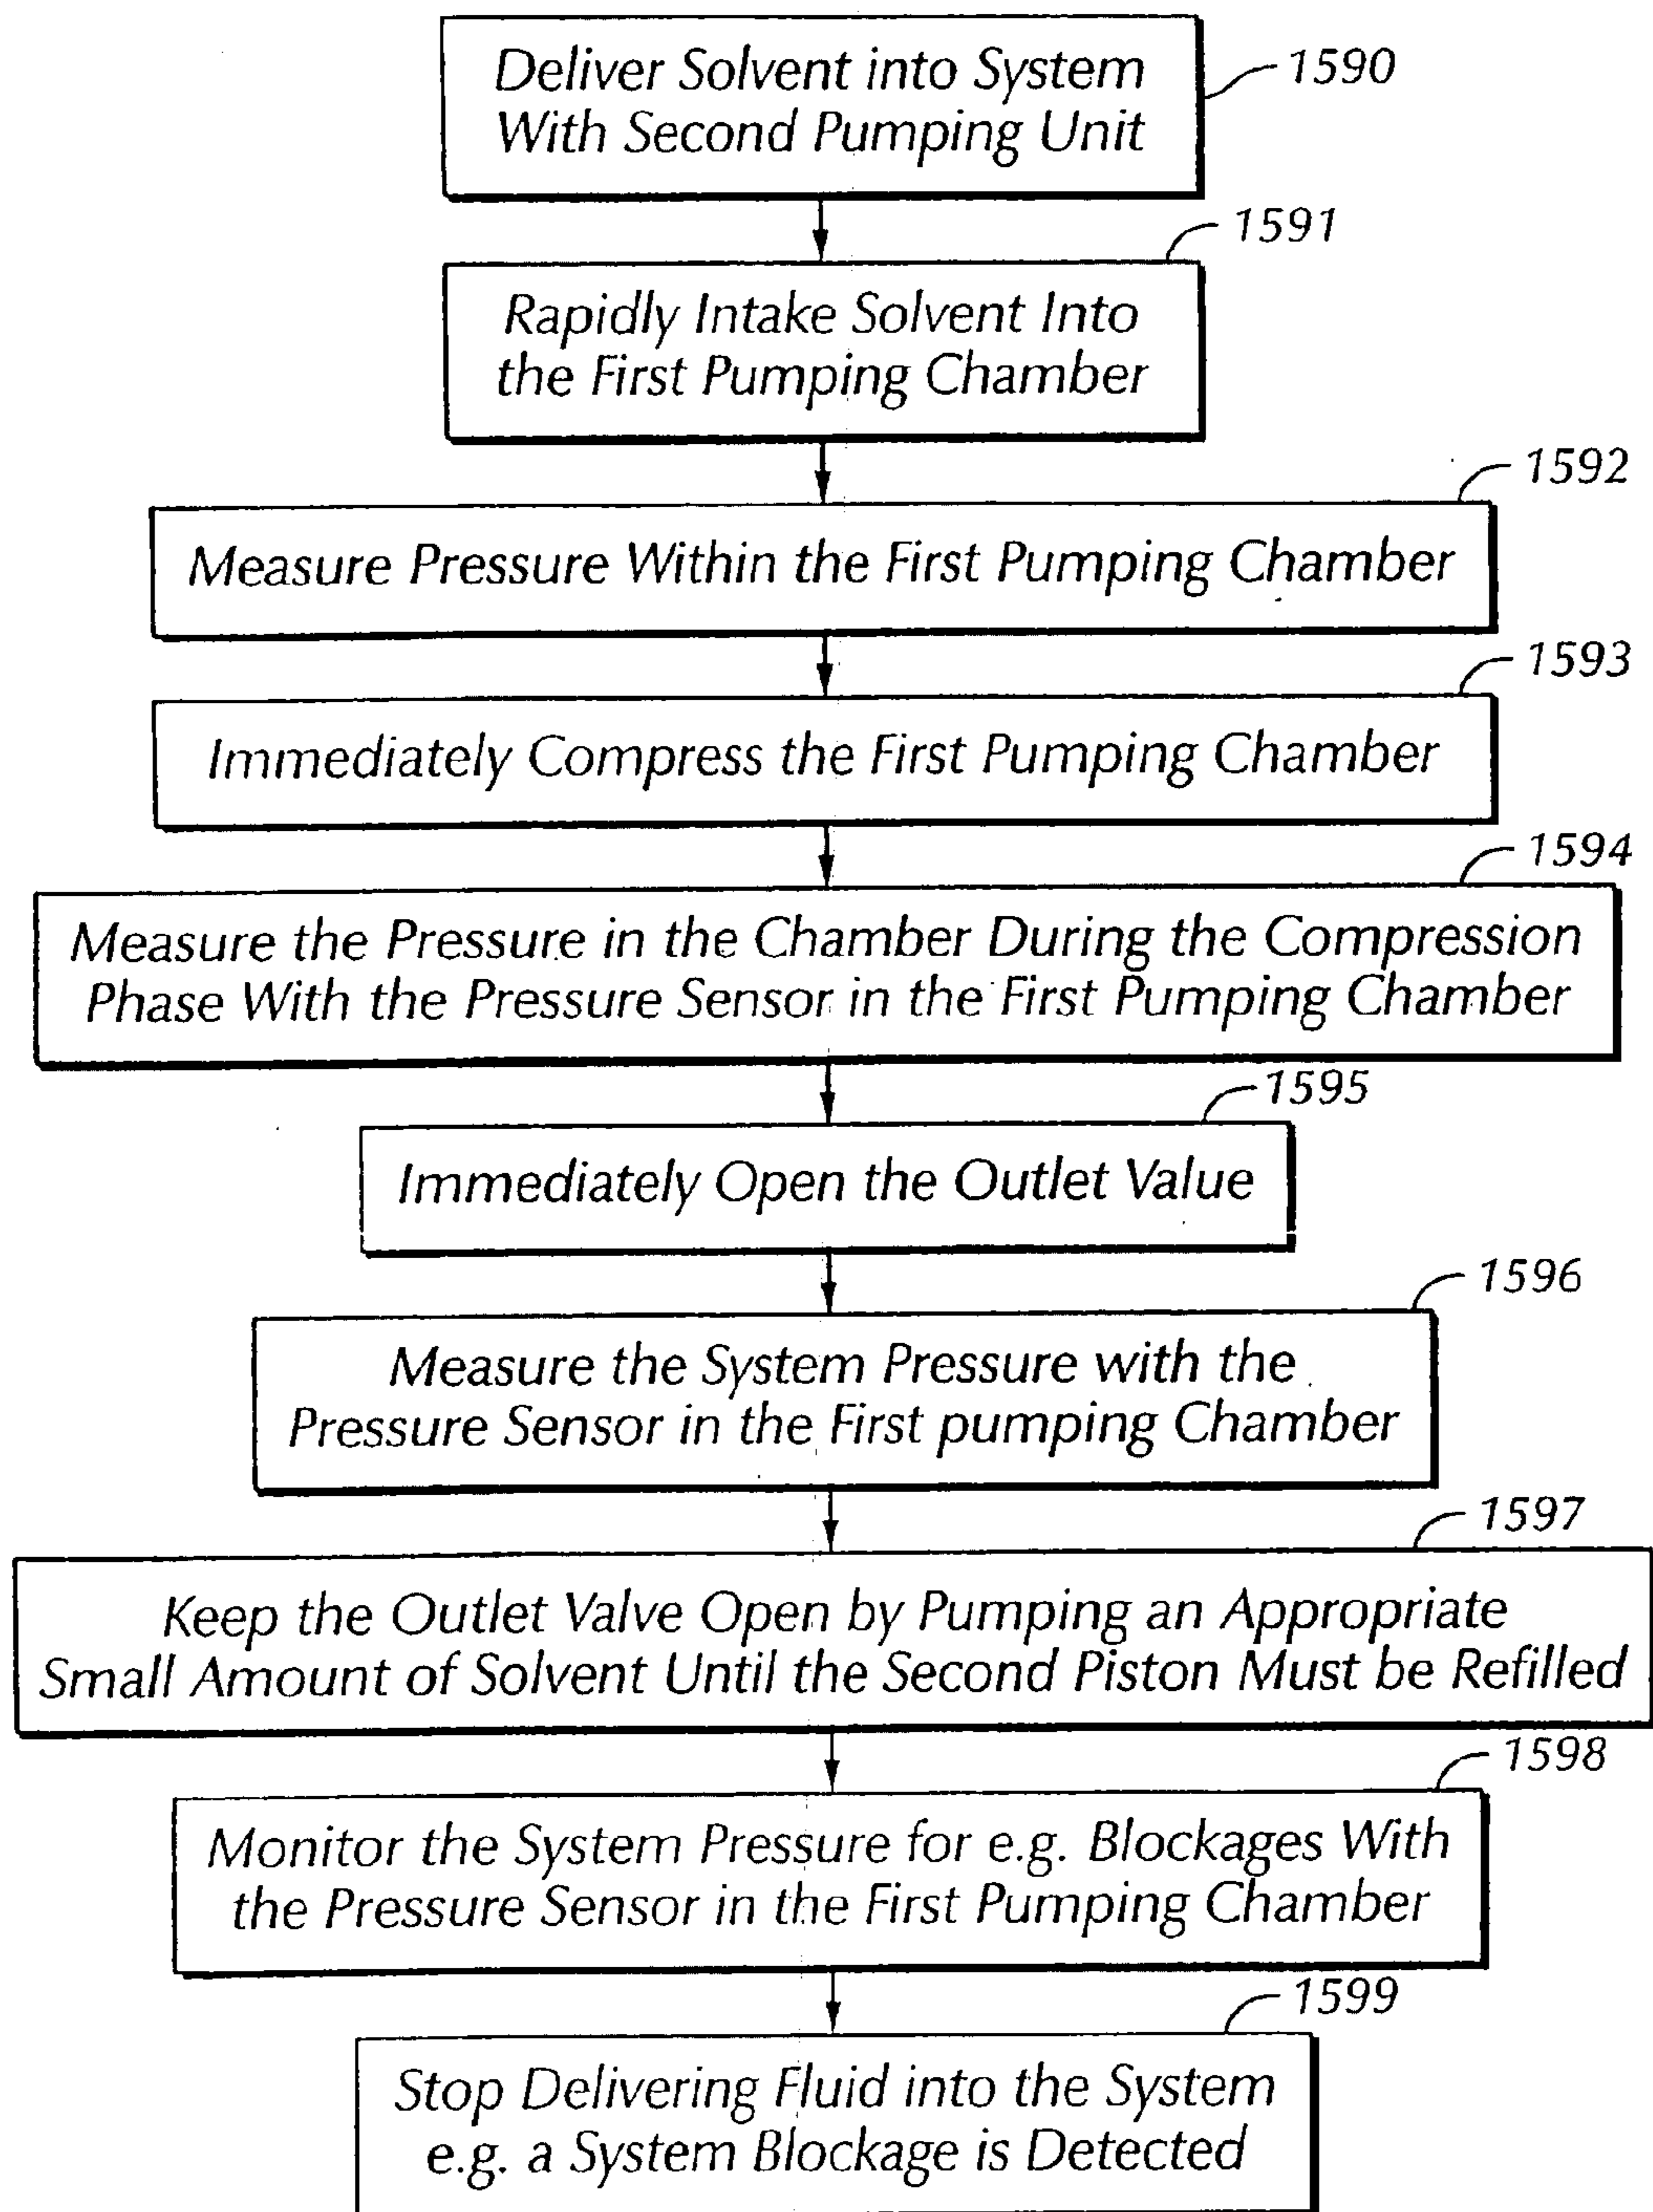 Deliver Solvent into System
With Second Pumping Unit
1590
1591
Rapidly Intake Solvent Into
the First Pumping Chamber
1592
Measure Pressure Within the First Pumping Chamber
1593
Immediately Compress the First Pumping Chamber
1594
Measure the Pressure in the Chamber During the Compression
Phase With the Pressure Sensor in the First Pumping Chamber
1595
Immediately Open the Outlet Value
1596
Measure the System Pressure with the
Pressure Sensor in the First pumping Chamber
1597
Keep the Outlet Valve Open by Pumping an Appropriate
Small Amount of Solvent Until the Second Piston Must be Refilled
1598
Monitor the System Pressure for e.g. Blockages With
the Pressure Sensor in the First Pumping Chamber
1599
Stop Delivering Fluid into the System
e.g. a System Blockage is Detected